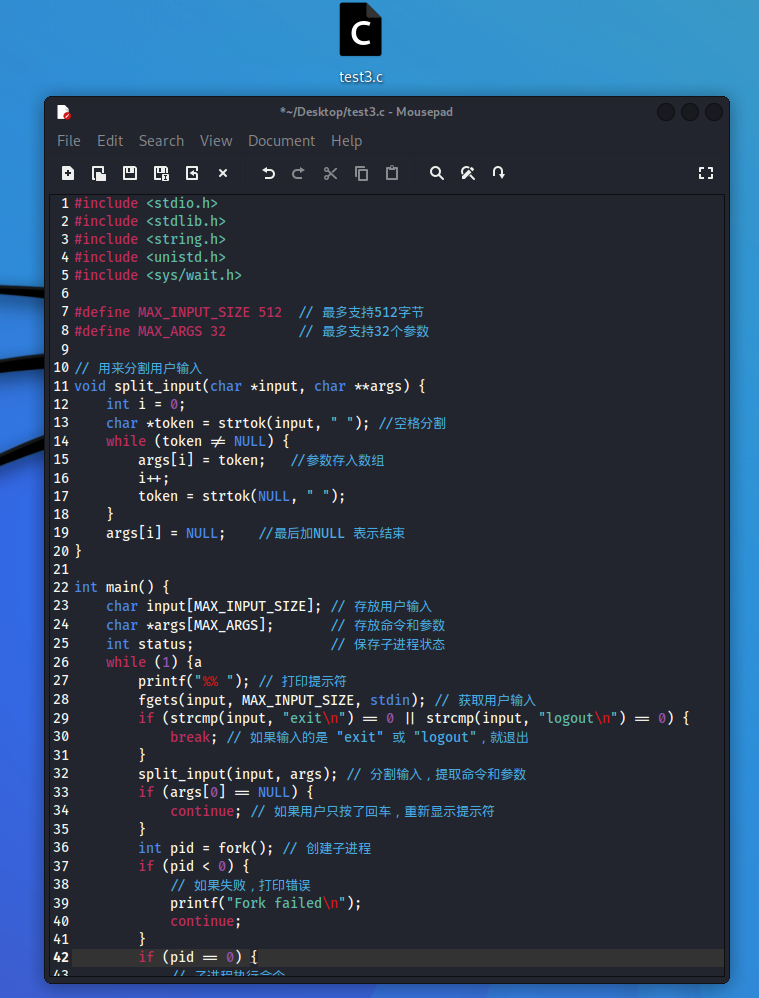 C
test3.c
*~/Desktop/test3.c - Mousepad
File Edit Search View Document Help
1 #include <stdio.h>
2 #include <stdlib.h>
3 #include <string.h>
4 #include <unistd.h>
5 #include <sys/wait.h>
6
7 #define MAX_INPUT_SIZE 512  // 最多支持512字节
8 #define MAX_ARGS 32         // 最多支持32个参数
9
10 // 用来分割用户输入
11 void split_input(char *input, char **args) {
12     int i = 0;
13     char *token = strtok(input, " "); //空格分割
14     while (token != NULL) {
15         args[i] = token;   //参数存入数组
16         i++;
17         token = strtok(NULL, " ");
18     }
19     args[i] = NULL;    //最后加NULL 表示结束
20 }
21
22 int main() {
23     char input[MAX_INPUT_SIZE]; // 存放用户输入
24     char *args[MAX_ARGS];       // 存放命令和参数
25     int status;                 // 保存子进程状态
26     while (1) {a
27         printf("%% "); // 打印提示符
28         fgets(input, MAX_INPUT_SIZE, stdin); // 获取用户输入
29         if (strcmp(input, "exit\n") == 0 || strcmp(input, "logout\n") == 0) {
30             break; // 如果输入的是 "exit" 或 "logout"，就退出
31         }
32         split_input(input, args); // 分割输入，提取命令和参数
33         if (args[0] == NULL) {
34             continue; // 如果用户只按了回车，重新显示提示符
35         }
36         int pid = fork(); // 创建子进程
37         if (pid < 0) {
38             // 如果失败，打印错误
39             printf("Fork failed\n");
40             continue;
41         }
42         if (pid == 0) {
43             // 子进程执行命令